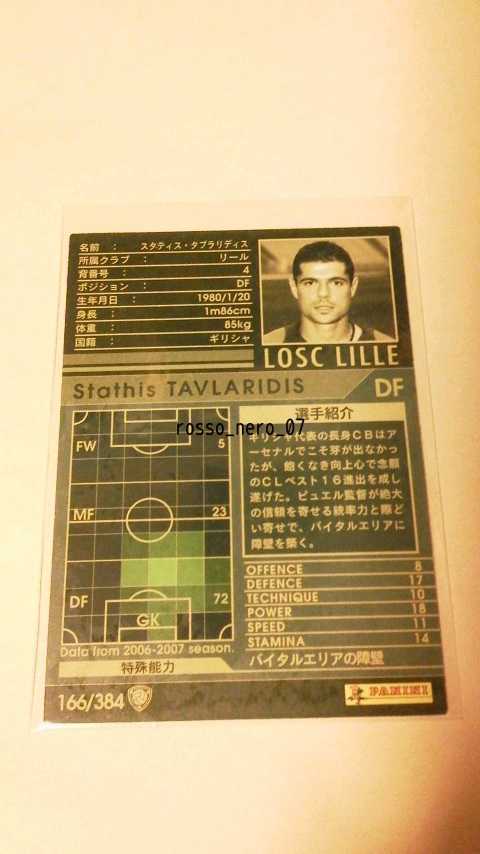 名前 : スタティス・タブラリディス
所属クラブ : リール
背番号 : 4
ポジション : DF
生年月日 : 1980/1/20
身長 : 1m86cm
体重 : 85kg
国籍 : ギリシャ
LOSC LILLE
Stathis TAVLARIDIS DF
rosso_nero_07
FW 5
MF 23
DF 72
GK
Data from 2006-2007 season.
選手紹介
ギリシャ代表の長身CBはア
ーセナルでこそ芽が出なかっ
たが、飽くなき向上心で念願
のCLベスト16進出を成し
遂げた。ピュエル監督が絶大
の信頼を寄せる統率力と際ど
い寄せで、バイタルエリアに
障壁を築く。
OFFENCE 8
DEFENCE 17
TECHNIQUE 10
POWER 18
SPEED 11
STAMINA 14
特殊能力 バイタルエリアの障壁
166/384
PANINI